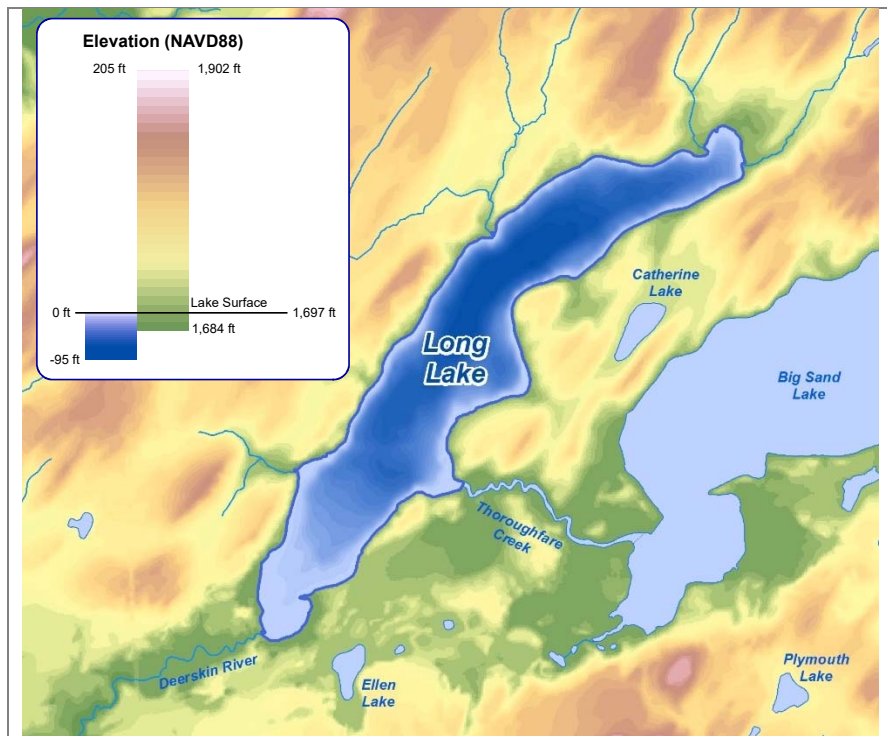 Elevation (NAVD88)
205 ft 1,902 ft
Lake Surface
0 ft 1,697 ft
1,684 ft
-95 ft
Catherine
Lake
Long
Lake
Big Sand
Lake
Thoroughfare
Creek
Deerskin River
Ellen
Lake
Plymouth
Lake